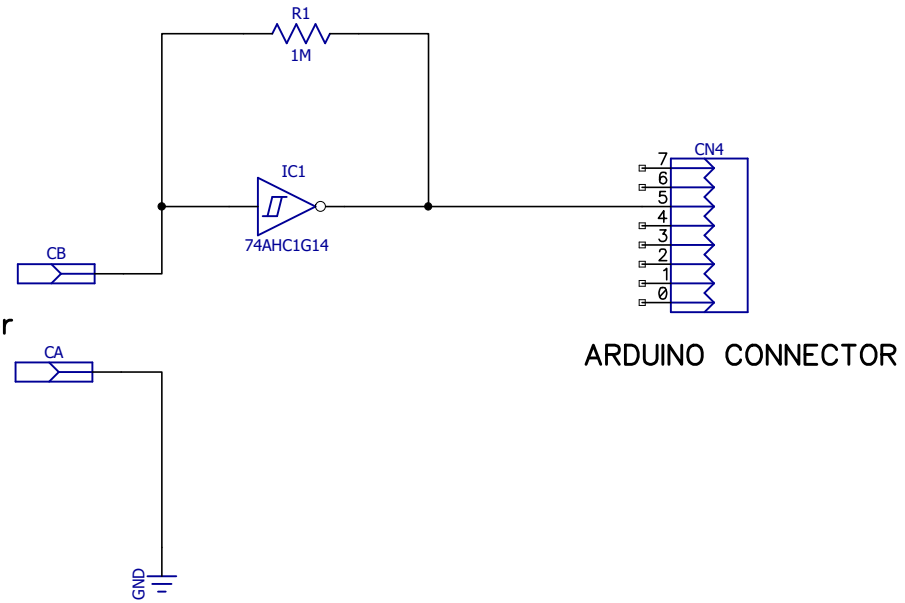 R1
1M
IC1
74AHC1G14
CN4
7
6
5
4
3
2
1
0
CB
r
CA
ARDUINO CONNECTOR
GND